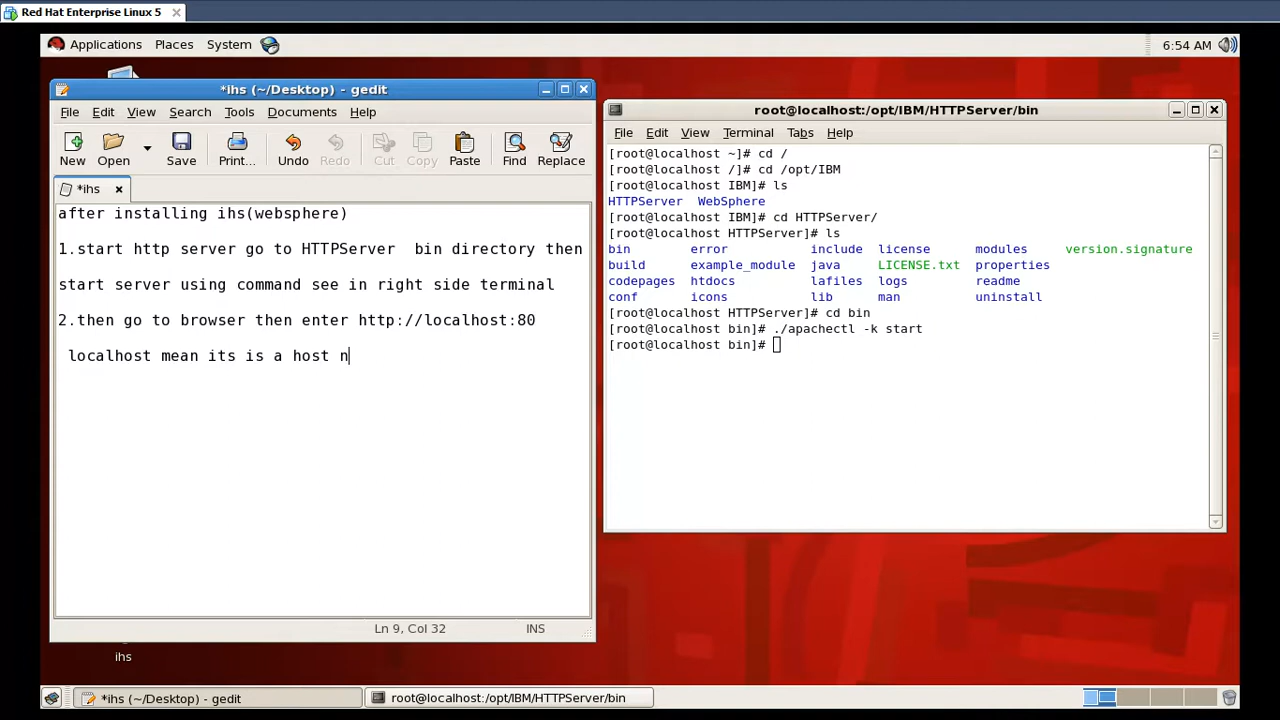 Red Hat Enterprise Linux 5
Applications Places System
6:54 AM
*ihs (~/Desktop) - gedit
File Edit View Search Tools Documents Help
New Open Save Print... Undo Redo Cut Copy Paste Find Replace
*ihs
after installing ihs(websphere)
1.start http server go to HTTPServer  bin directory then
start server using command see in right side terminal
2.then go to browser then enter http://localhost:80
localhost mean its is a host n
Ln 9, Col 32 INS
root@localhost:/opt/IBM/HTTPServer/bin
File Edit View Terminal Tabs Help
[root@localhost ~]# cd /
[root@localhost /]# cd /opt/IBM
[root@localhost IBM]# ls
HTTPServer  WebSphere
[root@localhost IBM]# cd HTTPServer/
[root@localhost HTTPServer]# ls
bin error include license modules version.signature
build example_module java LICENSE.txt properties
codepages htdocs lafiles logs readme
conf icons lib man uninstall
[root@localhost HTTPServer]# cd bin
[root@localhost bin]# ./apachectl -k start
[root@localhost bin]#
ihs
*ihs (~/Desktop) - gedit
root@localhost:/opt/IBM/HTTPServer/bin